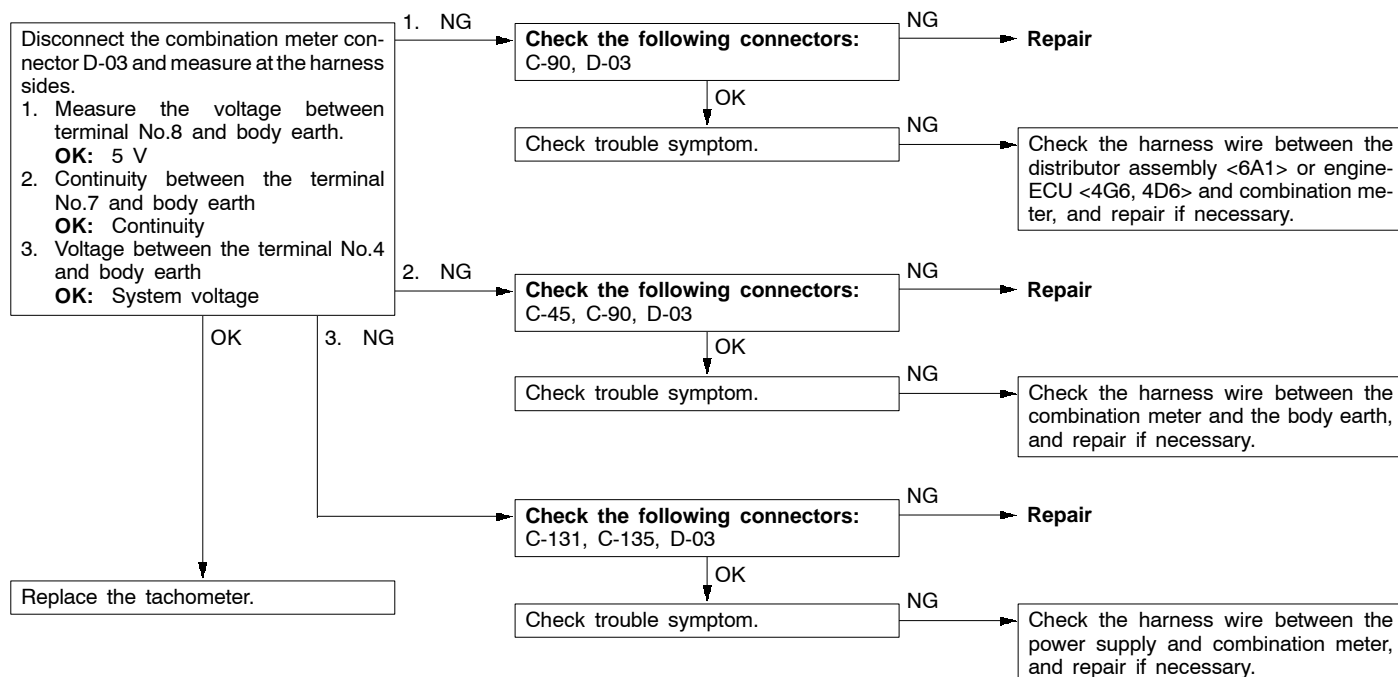 Disconnect the combination meter con-
nector D-03 and measure at the harness
sides.
1. Measure the voltage between
terminal No.8 and body earth.
OK: 5 V
2. Continuity between the terminal
No.7 and body earth
OK: Continuity
3. Voltage between the terminal No.4
and body earth
OK: System voltage
1. NG
Check the following connectors:
C-90, D-03
NG
Repair
OK
Check trouble symptom.
NG
Check the harness wire between the
distributor assembly <6A1> or engine-
ECU <4G6, 4D6> and combination me-
ter, and repair if necessary.
2. NG
Check the following connectors:
C-45, C-90, D-03
NG
Repair
OK
Check trouble symptom.
NG
Check the harness wire between the
combination meter and the body earth,
and repair if necessary.
OK
3. NG
Check the following connectors:
C-131, C-135, D-03
NG
Repair
OK
Check trouble symptom.
NG
Check the harness wire between the
power supply and combination meter,
and repair if necessary.
Replace the tachometer.